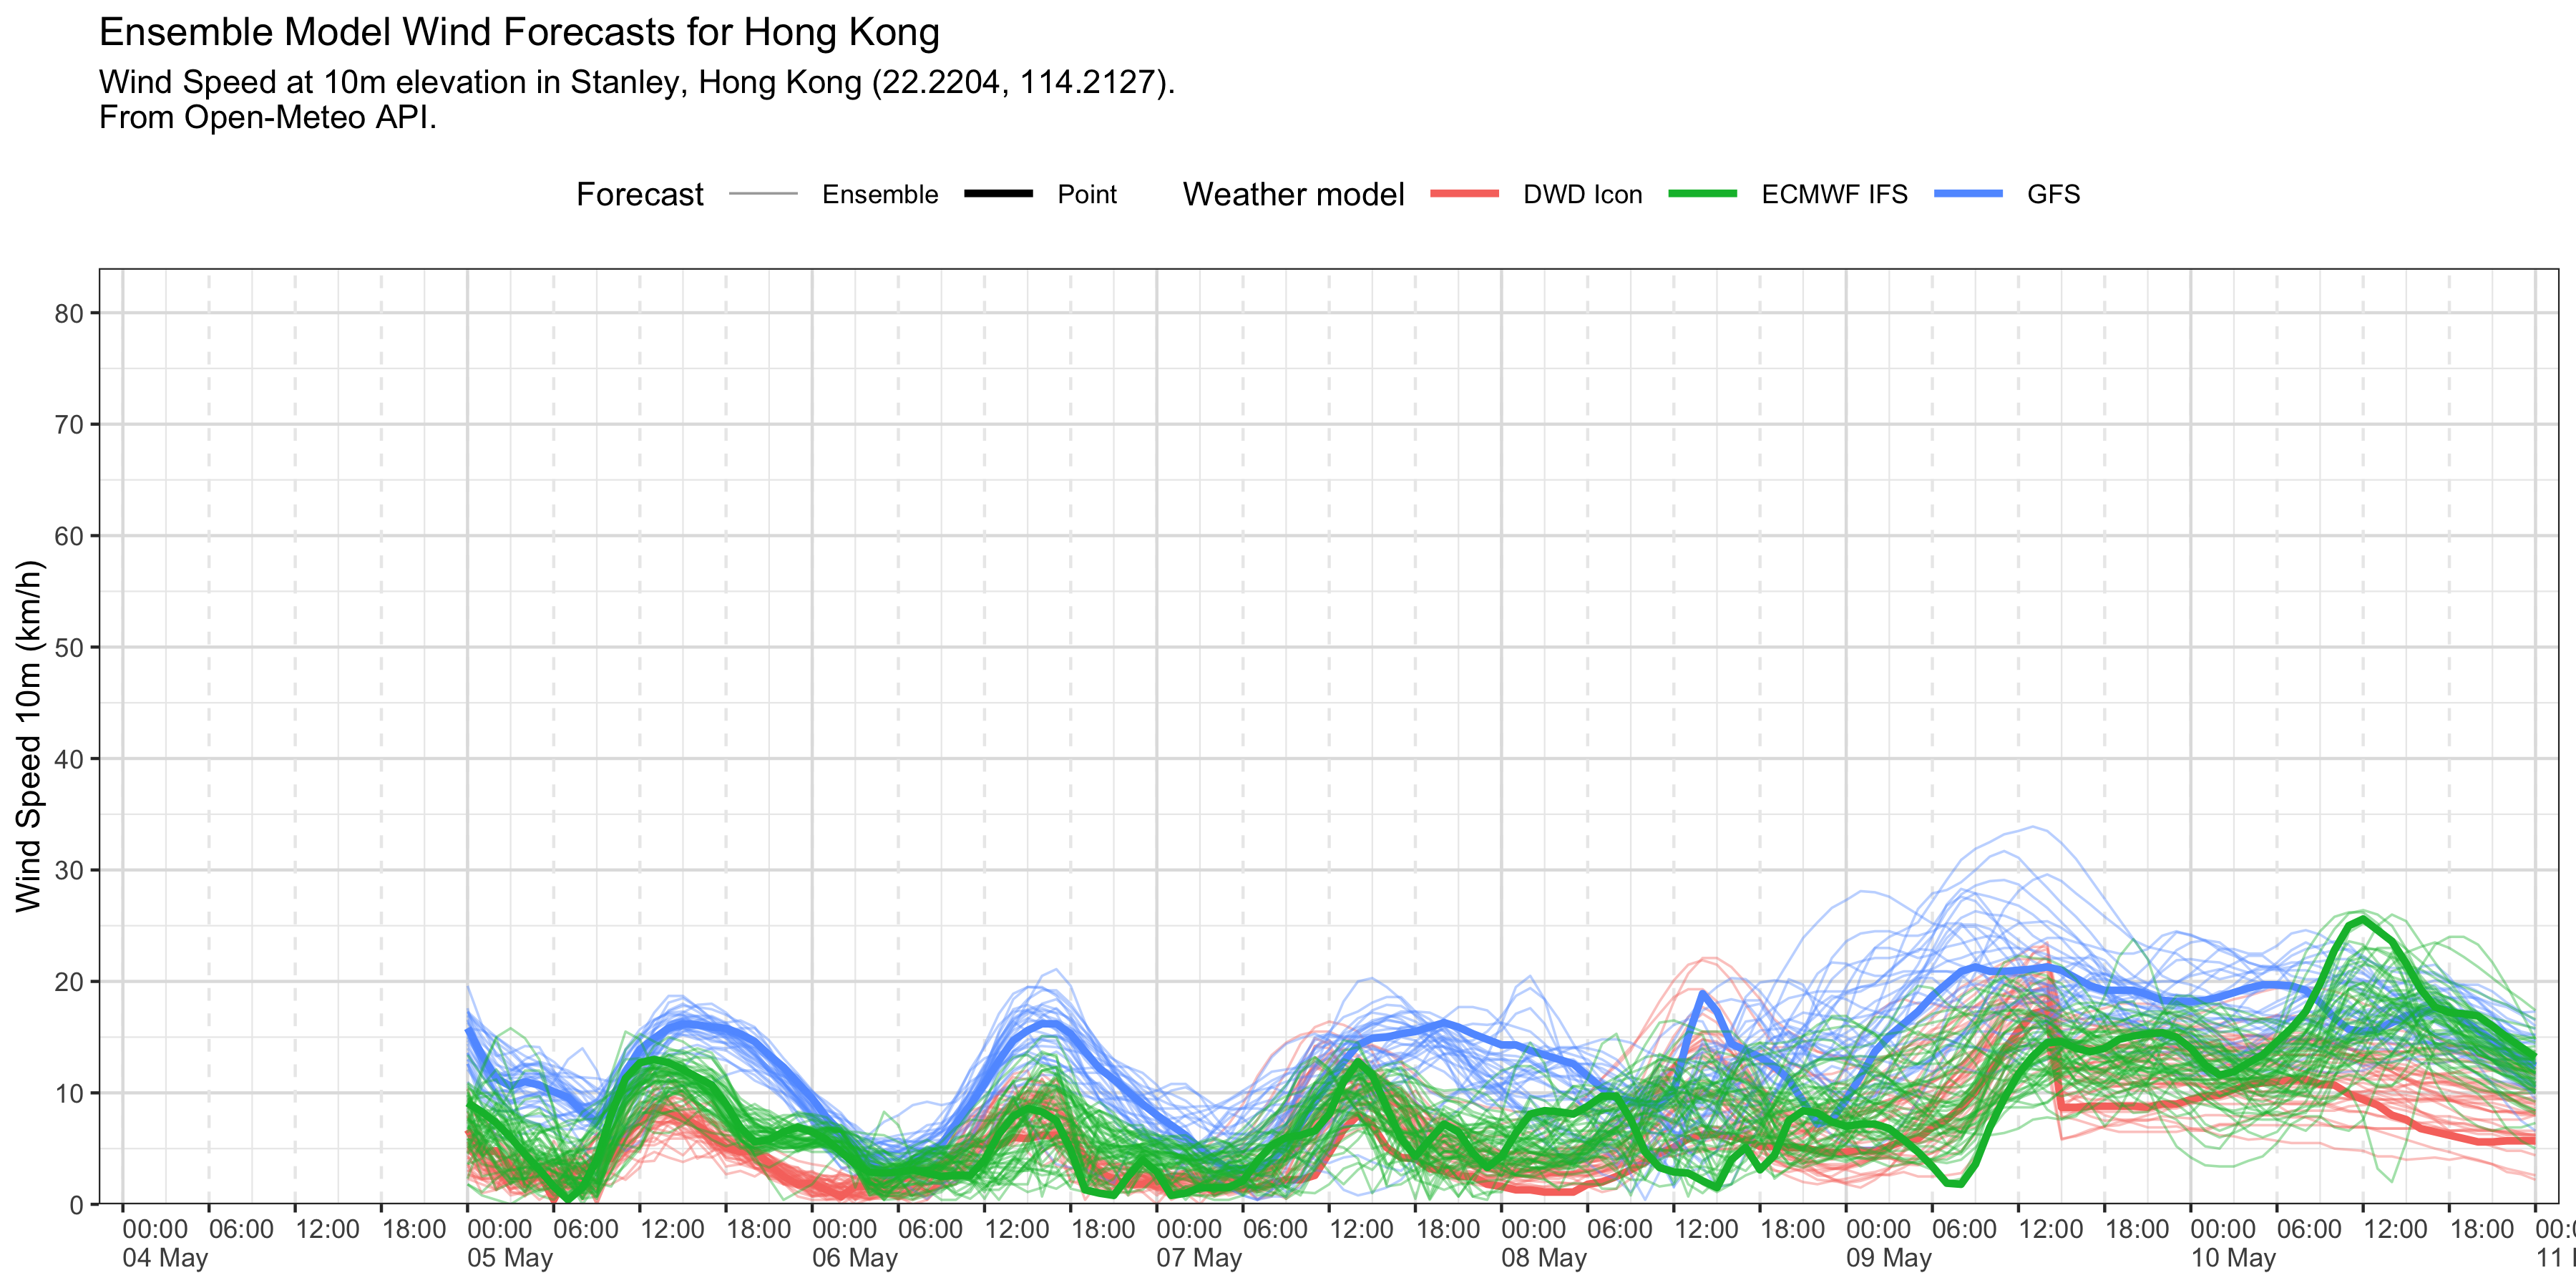 Ensemble Model Wind Forecasts for Hong Kong
Wind Speed at 10m elevation in Stanley, Hong Kong (22.2204, 114.2127).
From Open-Meteo API.
Forecast Ensemble Point Weather model DWD Icon ECMWF IFS GFS
Wind Speed 10m (km/h)
80
70
60
50
40
30
20
10
0
00:00 06:00 12:00 18:00 00:00 06:00 12:00 18:00 00:00 06:00 12:00 18:00 00:00 06:00 12:00 18:00 00:00 06:00 12:00 18:00 00:00 06:00 12:00 18:00 00:00 06:00 12:00 18:00 00:
04 May 05 May 06 May 07 May 08 May 09 May 10 May 11